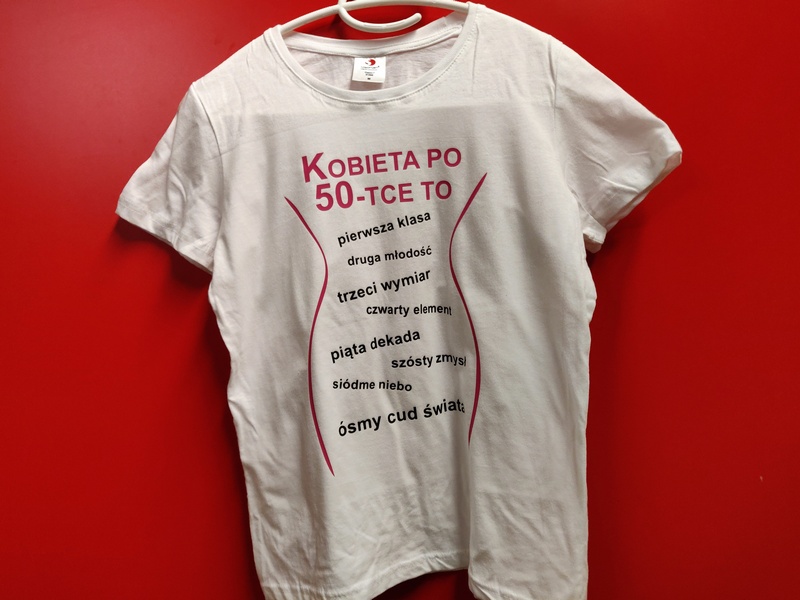 KOBIETA PO
50-TCE TO
pierwsza klasa
druga młodość
trzeci wymiar
czwarty element
piąta dekada
szósty zmysł
siódme niebo
ósmy cud świata